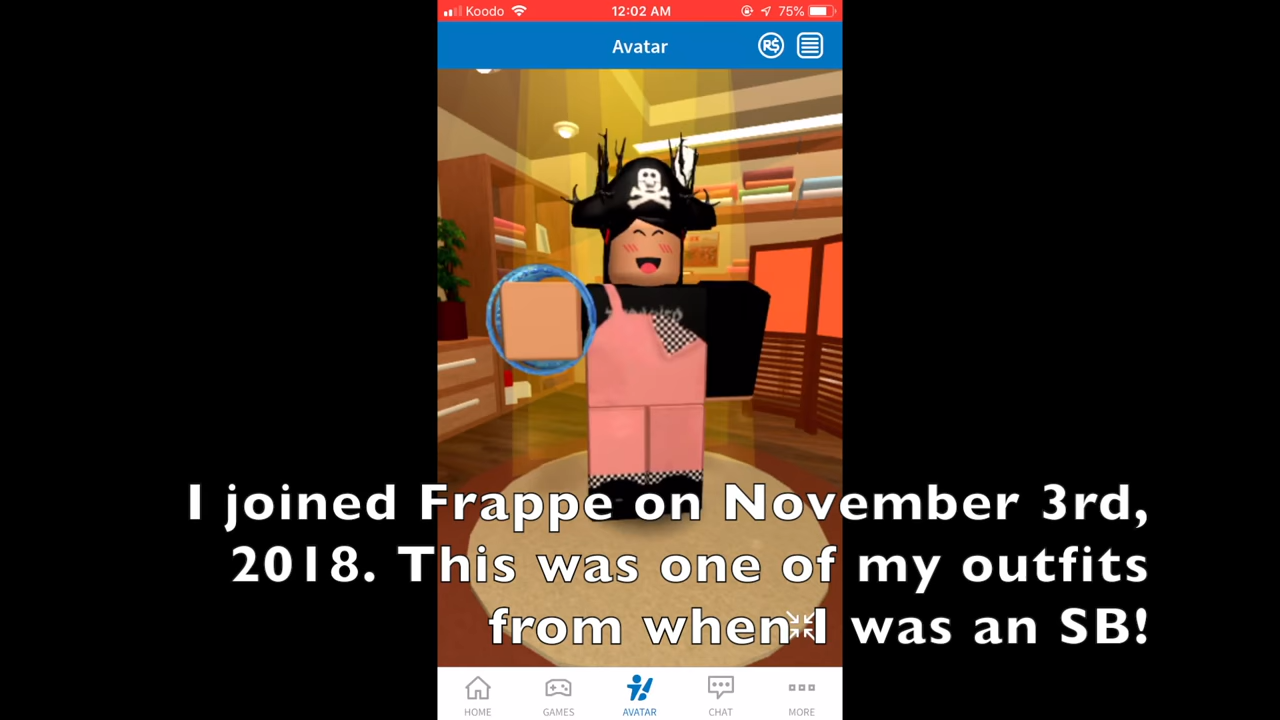 Koodo 12:02 AM 75%
Avatar R$
I joined Frappe on November 3rd,
2018. This was one of my outfits
from when I was an SB!
HOME GAMES AVATAR CHAT MORE